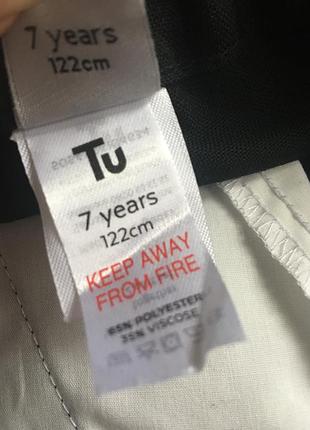 7 years
122cm
Tu
7 years
122cm
KEEP AWAY
FROM FIRE
65% POLYESTER
35% VISCOSE